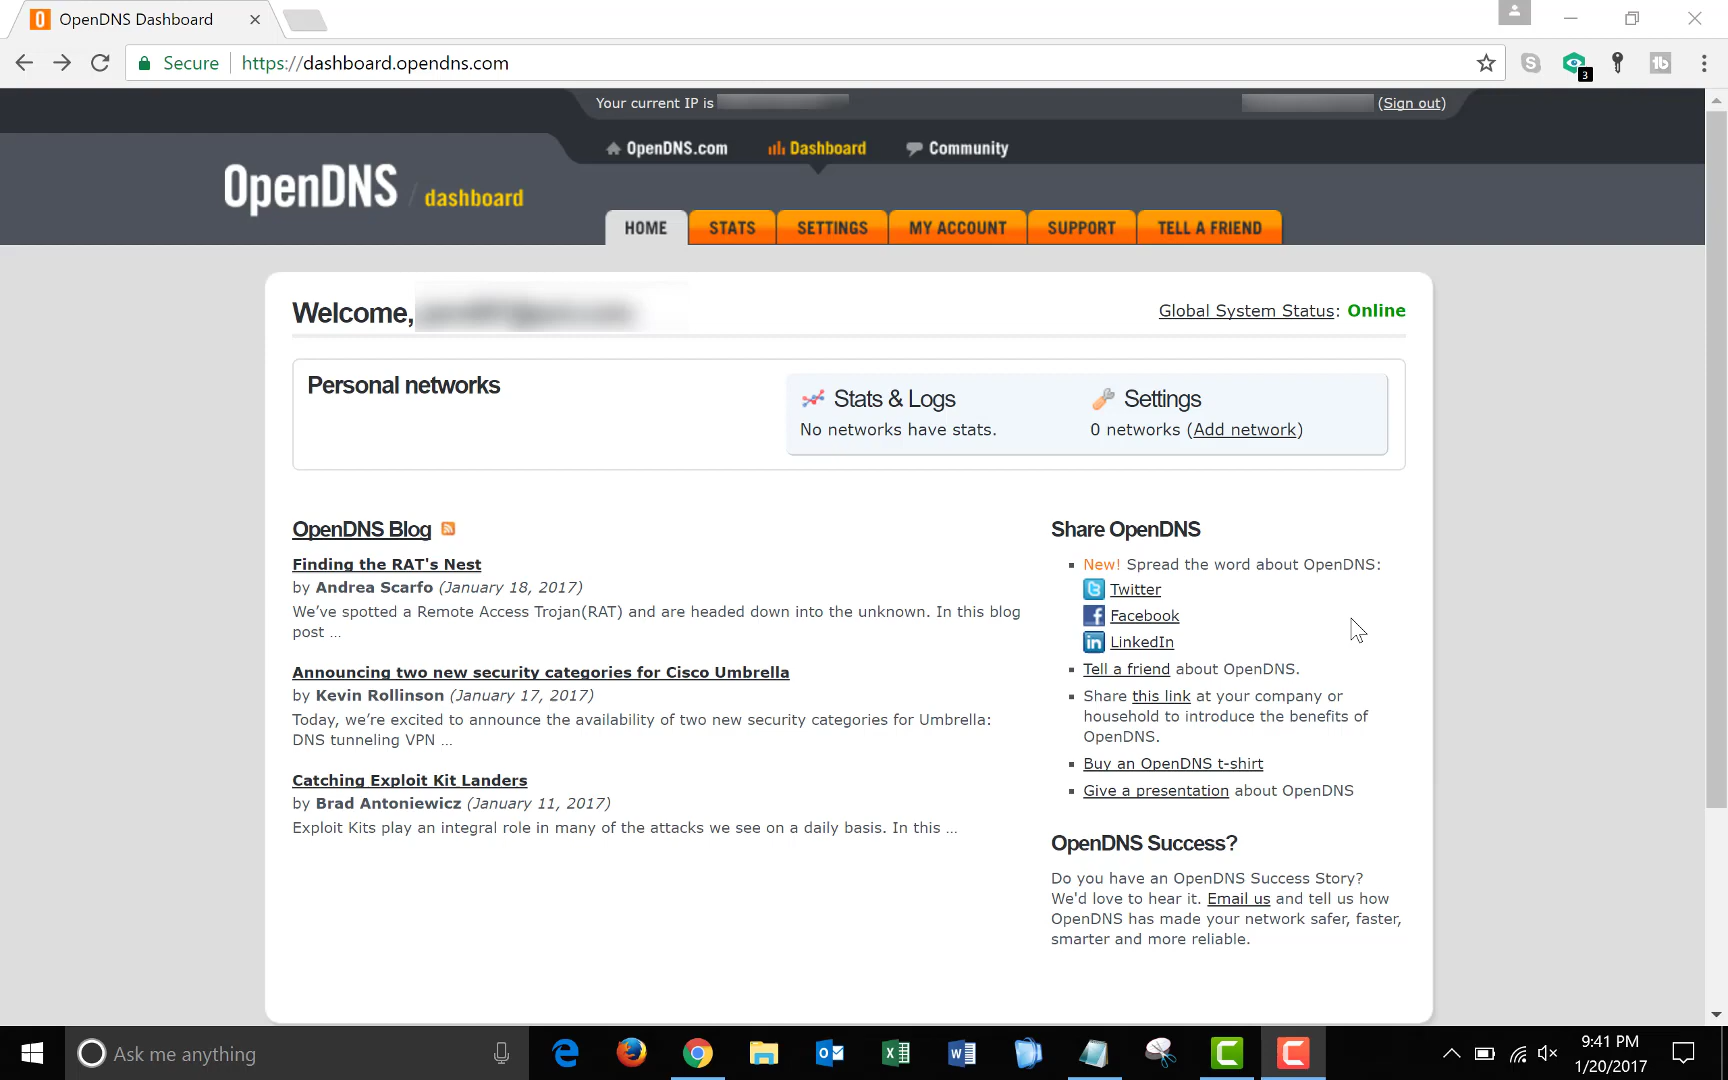 OpenDNS Dashboard
Secure https://dashboard.opendns.com
3
Your current IP is
(Sign out)
OpenDNS.com Dashboard Community
OpenDNS / dashboard
HOME STATS SETTINGS MY ACCOUNT SUPPORT TELL A FRIEND
Welcome,
Global System Status: Online
Personal networks
Stats & Logs
No networks have stats.
Settings
0 networks (Add network)
OpenDNS Blog
Finding the RAT's Nest
by Andrea Scarfo (January 18, 2017)
We've spotted a Remote Access Trojan(RAT) and are headed down into the unknown. In this blog
post ...
Announcing two new security categories for Cisco Umbrella
by Kevin Rollinson (January 17, 2017)
Today, we're excited to announce the availability of two new security categories for Umbrella:
DNS tunneling VPN ...
Catching Exploit Kit Landers
by Brad Antoniewicz (January 11, 2017)
Exploit Kits play an integral role in many of the attacks we see on a daily basis. In this ...
Share OpenDNS
New! Spread the word about OpenDNS:
Twitter
Facebook
LinkedIn
Tell a friend about OpenDNS.
Share this link at your company or
household to introduce the benefits of
OpenDNS.
Buy an OpenDNS t-shirt
Give a presentation about OpenDNS
OpenDNS Success?
Do you have an OpenDNS Success Story?
We'd love to hear it. Email us and tell us how
OpenDNS has made your network safer, faster,
smarter and more reliable.
Ask me anything
9:41 PM
1/20/2017